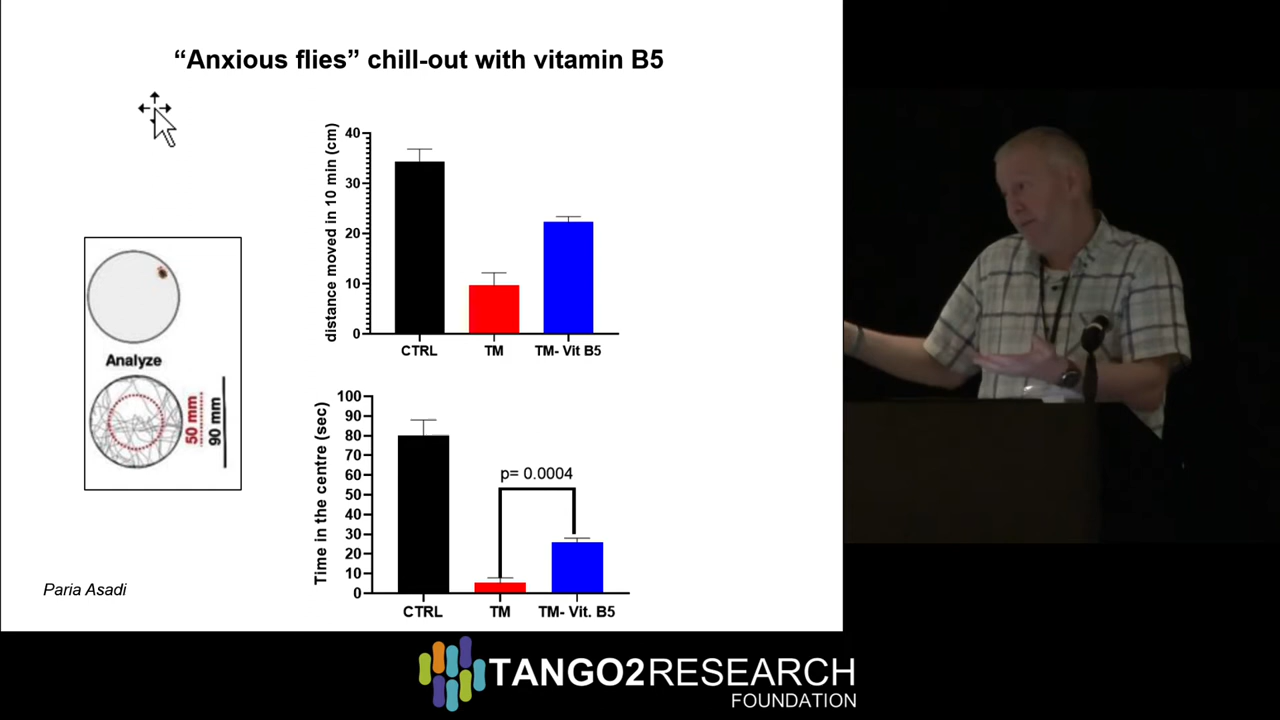 “Anxious flies” chill-out with vitamin B5
distance moved in 10 min (cm)
40
30
20
10
0
CTRL
TM
TM- Vit B5
Analyze
50 mm
90 mm
Time in the centre (sec)
100
90
80
70
60
50
40
30
20
10
0
p= 0.0004
CTRL
TM
TM- Vit. B5
Paria Asadi
TANGO2RESEARCH
FOUNDATION